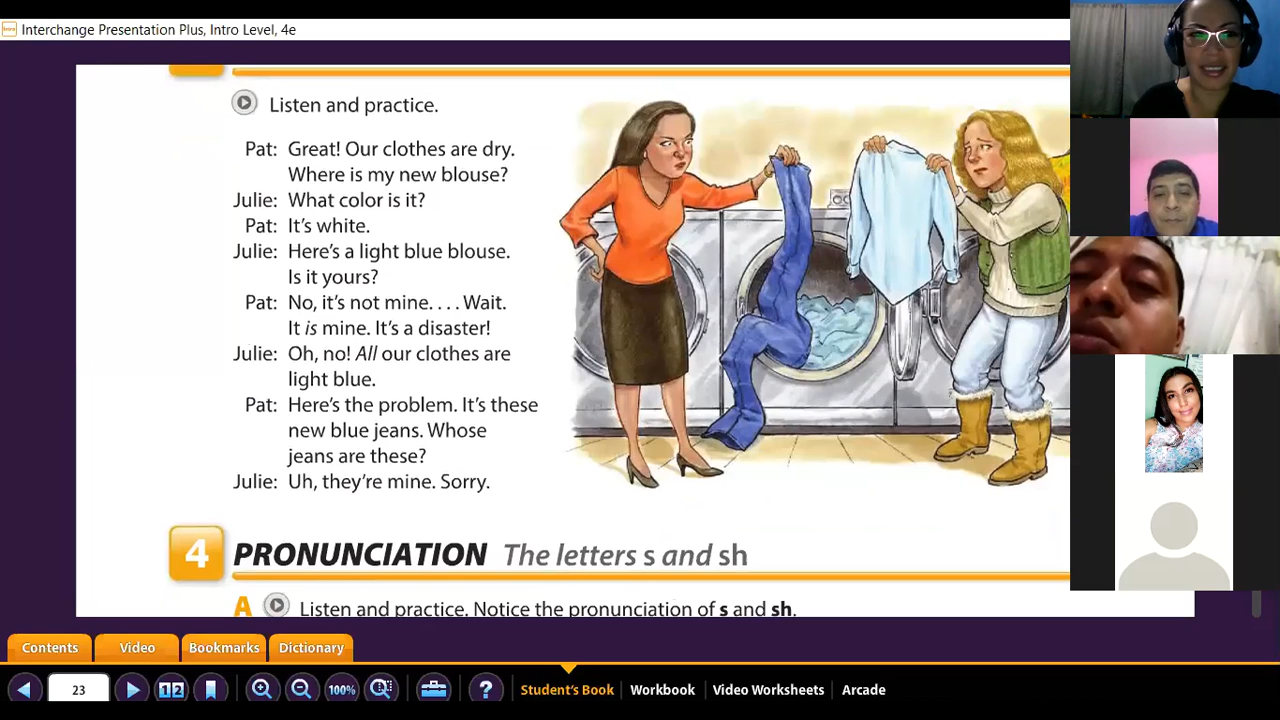 Interchange Presentation Plus, Intro Level, 4e
Listen and practice.
Pat: Great! Our clothes are dry.
Where is my new blouse?
Julie: What color is it?
Pat: It's white.
Julie: Here's a light blue blouse.
Is it yours?
Pat: No, it's not mine. . . . Wait.
It is mine. It's a disaster!
Julie: Oh, no! All our clothes are
light blue.
Pat: Here's the problem. It's these
new blue jeans. Whose
jeans are these?
Julie: Uh, they're mine. Sorry.
4 PRONUNCIATION The letters s and sh
A Listen and practice. Notice the pronunciation of s and sh.
Contents Video Bookmarks Dictionary
23 1 2 100% ? Student's Book Workbook Video Worksheets Arcade